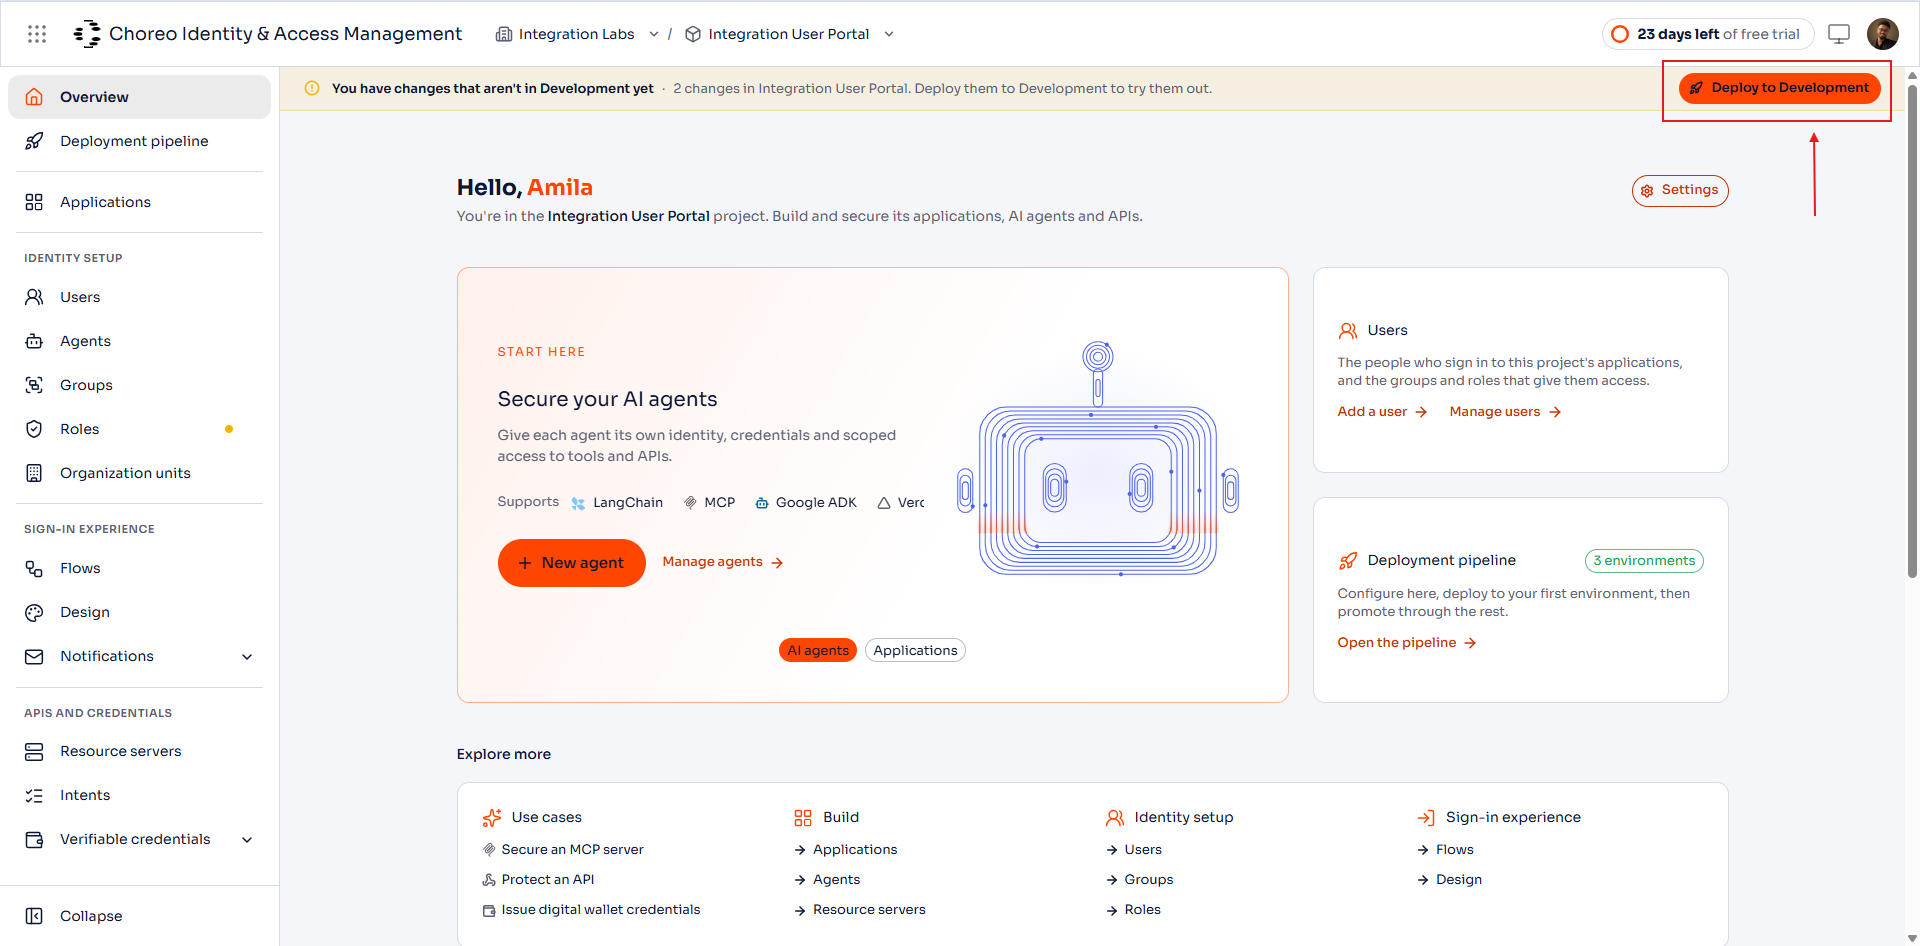 Choreo Identity & Access Management
Integration Labs / Integration User Portal
23 days left of free trial
You have changes that aren't in Development yet · 2 changes in Integration User Portal. Deploy them to Development to try them out.
Deploy to Development
Overview
Deployment pipeline
Applications
IDENTITY SETUP
Users
Agents
Groups
Roles
Organization units
SIGN-IN EXPERIENCE
Flows
Design
Notifications
APIS AND CREDENTIALS
Resource servers
Intents
Verifiable credentials
Collapse
Hello, Amila
You're in the Integration User Portal project. Build and secure its applications, AI agents and APIs.
Settings
START HERE
Secure your AI agents
Give each agent its own identity, credentials and scoped
access to tools and APIs.
Supports LangChain MCP Google ADK Verc
+ New agent
Manage agents →
AI agents
Applications
Users
The people who sign in to this project's applications,
and the groups and roles that give them access.
Add a user → Manage users →
Deployment pipeline
3 environments
Configure here, deploy to your first environment, then
promote through the rest.
Open the pipeline →
Explore more
Use cases
Secure an MCP server
Protect an API
Issue digital wallet credentials
Build
→ Applications
→ Agents
→ Resource servers
Identity setup
→ Users
→ Groups
→ Roles
Sign-in experience
→ Flows
→ Design